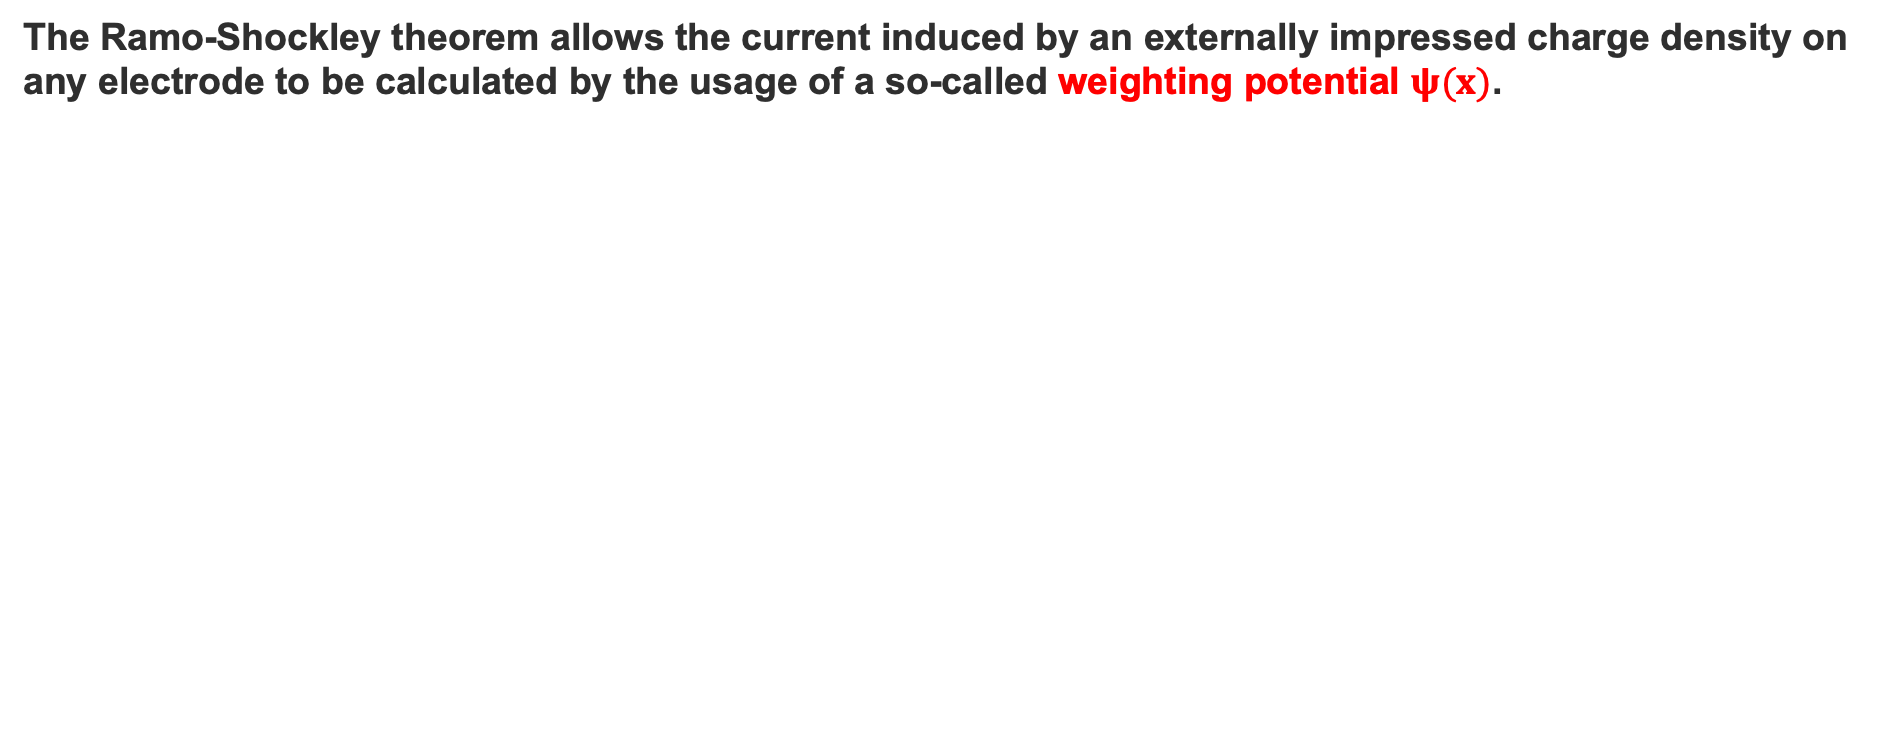 The Ramo-Shockley theorem allows the current induced by an externally impressed charge density on
any electrode to be calculated by the usage of a so-called weighting potential ψ(x).